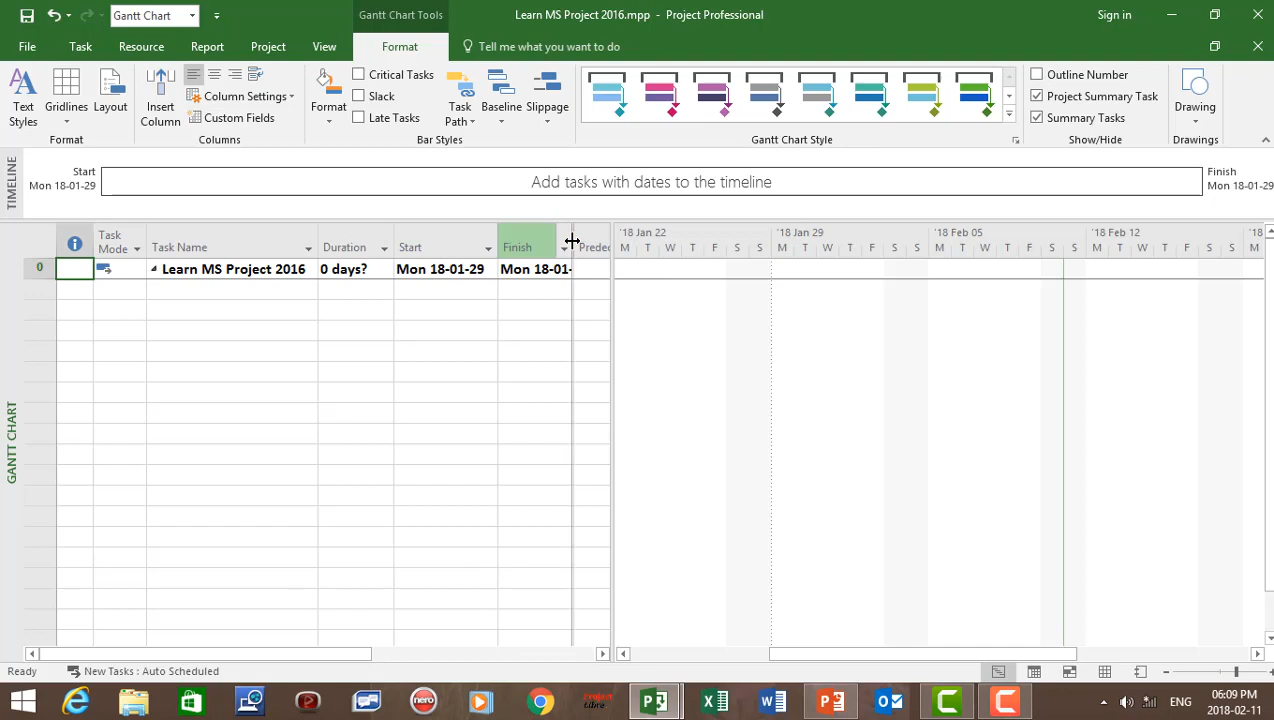 Gantt Chart
Gantt Chart Tools
Learn MS Project 2016.mpp - Project Professional
Sign in
File Task Resource Report Project View Format Tell me what you want to do
Text Styles
Gridlines
Layout
Format
Insert Column
Column Settings
Custom Fields
Columns
Format
Critical Tasks
Slack
Late Tasks
Task Path
Baseline
Slippage
Bar Styles
Gantt Chart Style
Outline Number
Project Summary Task
Summary Tasks
Show/Hide
Drawing
Drawings
TIMELINE
Start
Mon 18-01-29
Add tasks with dates to the timeline
Finish
Mon 18-01-29
Task Mode
Task Name
Duration
Start
Finish
Predec
'18 Jan 22 '18 Jan 29 '18 Feb 05 '18 Feb 12 '18
M T W T F S S M T W T F S S M T W T F S S M T W T F S S M
0 Learn MS Project 2016 0 days? Mon 18-01-29 Mon 18-01-
GANTT CHART
Ready New Tasks : Auto Scheduled
ENG
06:09 PM
2018-02-11